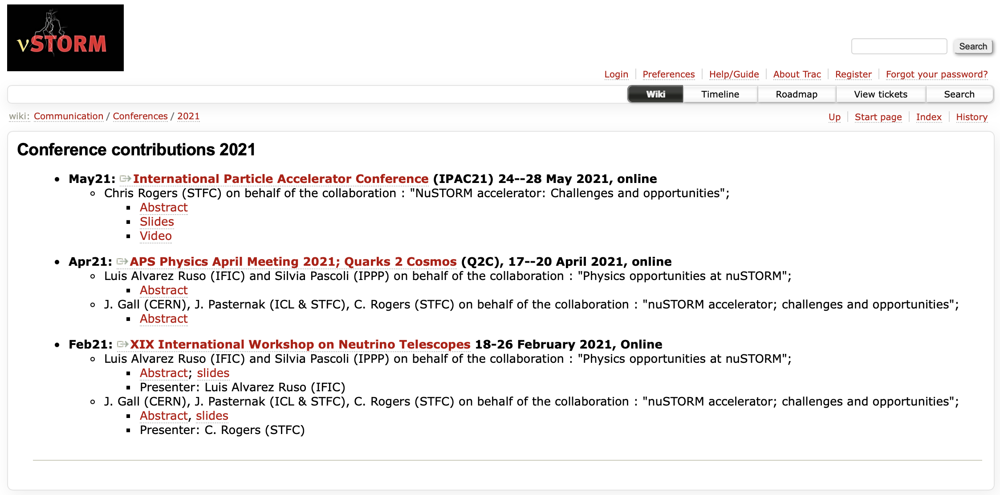 νSTORM
Search
Login Preferences Help/Guide About Trac Register Forgot your password?
Wiki Timeline Roadmap View tickets Search
wiki: Communication / Conferences / 2021
Up Start page Index History
Conference contributions 2021
• May21: International Particle Accelerator Conference (IPAC21) 24--28 May 2021, online
◦ Chris Rogers (STFC) on behalf of the collaboration : "NuSTORM accelerator: Challenges and opportunities";
▪ Abstract
▪ Slides
▪ Video
• Apr21: APS Physics April Meeting 2021; Quarks 2 Cosmos (Q2C), 17--20 April 2021, online
◦ Luis Alvarez Ruso (IFIC) and Silvia Pascoli (IPPP) on behalf of the collaboration : "Physics opportunities at nuSTORM";
▪ Abstract
◦ J. Gall (CERN), J. Pasternak (ICL & STFC), C. Rogers (STFC) on behalf of the collaboration : "nuSTORM accelerator; challenges and opportunities";
▪ Abstract
• Feb21: XIX International Workshop on Neutrino Telescopes 18-26 February 2021, Online
◦ Luis Alvarez Ruso (IFIC) and Silvia Pascoli (IPPP) on behalf of the collaboration : "Physics opportunities at nuSTORM";
▪ Abstract; slides
▪ Presenter: Luis Alvarez Ruso (IFIC)
◦ J. Gall (CERN), J. Pasternak (ICL & STFC), C. Rogers (STFC) on behalf of the collaboration : "nuSTORM accelerator; challenges and opportunities";
▪ Abstract, slides
▪ Presenter: C. Rogers (STFC)